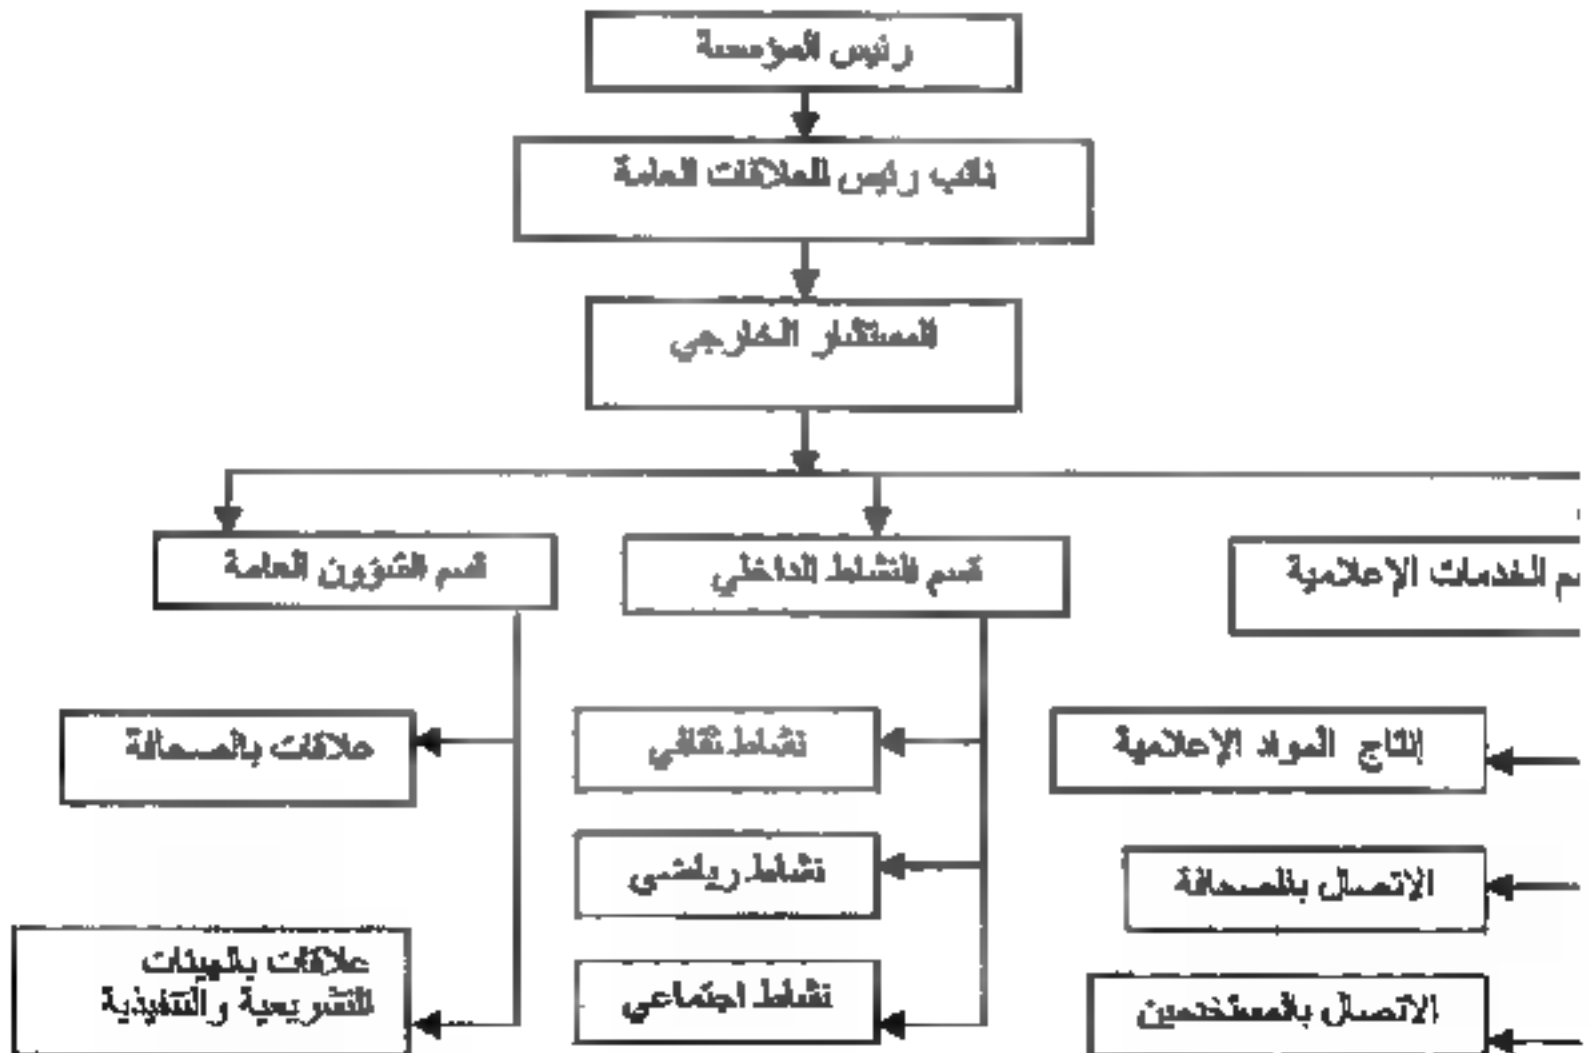 رئيس المؤسسة
نائب رئيس للعلاقات العامة
المستشار الخارجي
م الخدمات الإعلامية
قسم النشاط الداخلي
قسم الشؤون العامة
إنتاج المواد الإعلامية
نشاط ثقافي
علاقات بالصحافة
الاتصال بالصحافة
نشاط رياضي
الاتصال بالمستخدمين
نشاط اجتماعي
علاقات بالهيئات
التشريعية والتنفيذية